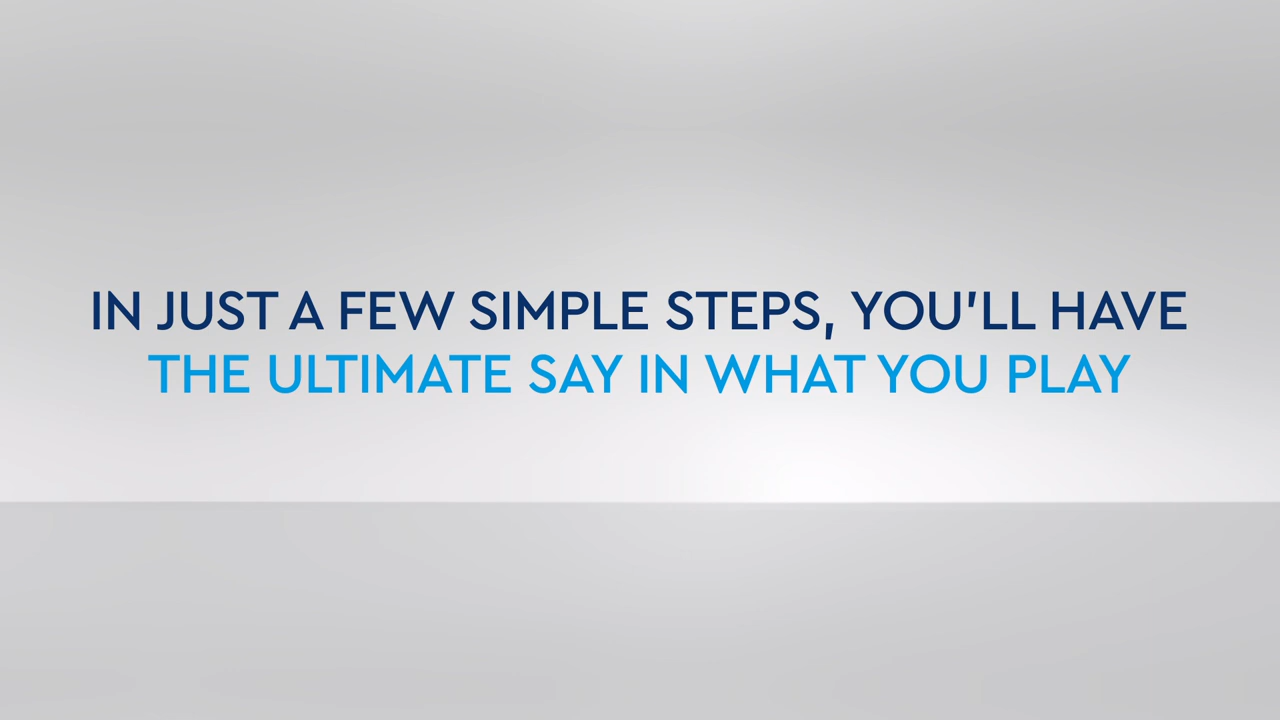 IN JUST A FEW SIMPLE STEPS, YOU'LL HAVE
THE ULTIMATE SAY IN WHAT YOU PLAY